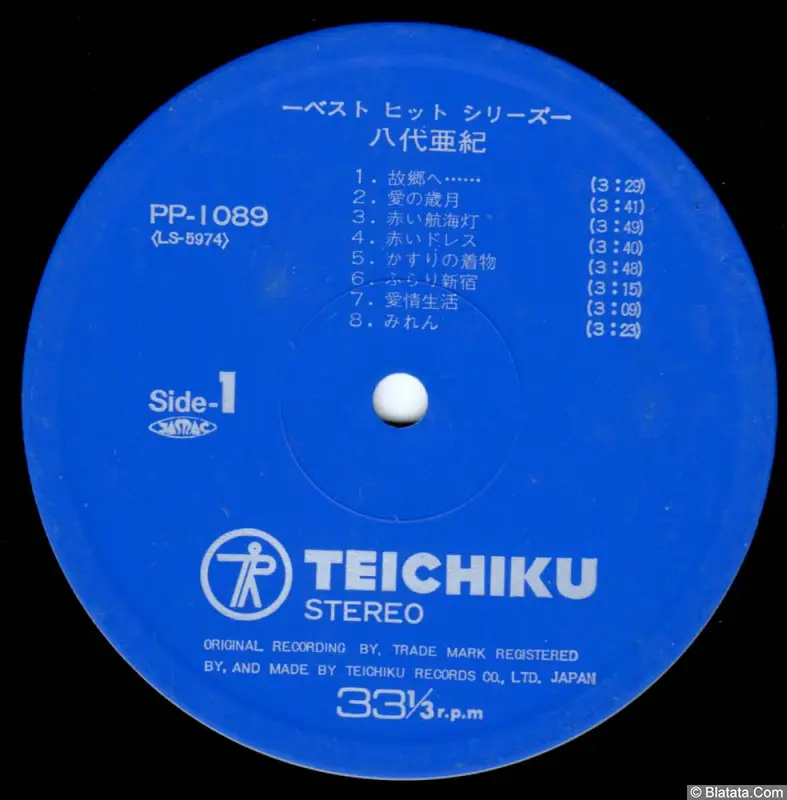 ーベスト ヒット シリーズー
八代亜紀
1. 故郷へ…… (3:29)
2. 愛の歳月 (3:41)
3. 赤い航海灯 (3:49)
4. 赤いドレス (3:40)
5. かすりの着物 (3:48)
6. ふらり新宿 (3:15)
7. 愛情生活 (3:09)
8. みれん (3:23)
PP-1089
〈LS-5974〉
Side-1
JASRAC
TEICHIKU
STEREO
ORIGINAL RECORDING BY, TRADE MARK REGISTERED
BY, AND MADE BY TEICHIKU RECORDS CO., LTD. JAPAN
33 1/3 r.p.m
© Blatata.Com